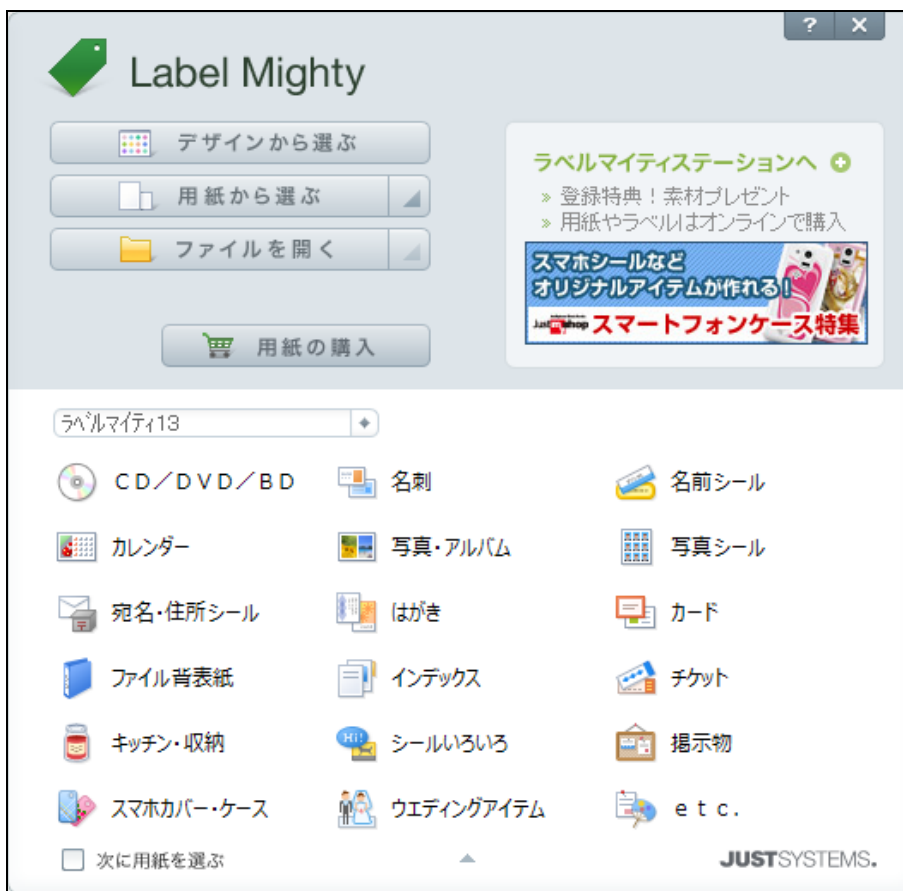 ? ×
Label Mighty
デザインから選ぶ
用紙から選ぶ
ファイルを開く
用紙の購入
ラベルマイティステーションへ
» 登録特典！素材プレゼント
» 用紙やラベルはオンラインで購入
スマホシールなど
オリジナルアイテムが作れる！
Just myshop スマートフォンケース特集
ラベルマイティ13
ＣＤ／ＤＶＤ／ＢＤ 名刺 名前シール
カレンダー 写真・アルバム 写真シール
宛名・住所シール はがき カード
ファイル背表紙 インデックス チケット
キッチン・収納 シールいろいろ 掲示物
スマホカバー・ケース ウエディングアイテム ｅｔｃ．
次に用紙を選ぶ JUSTSYSTEMS.